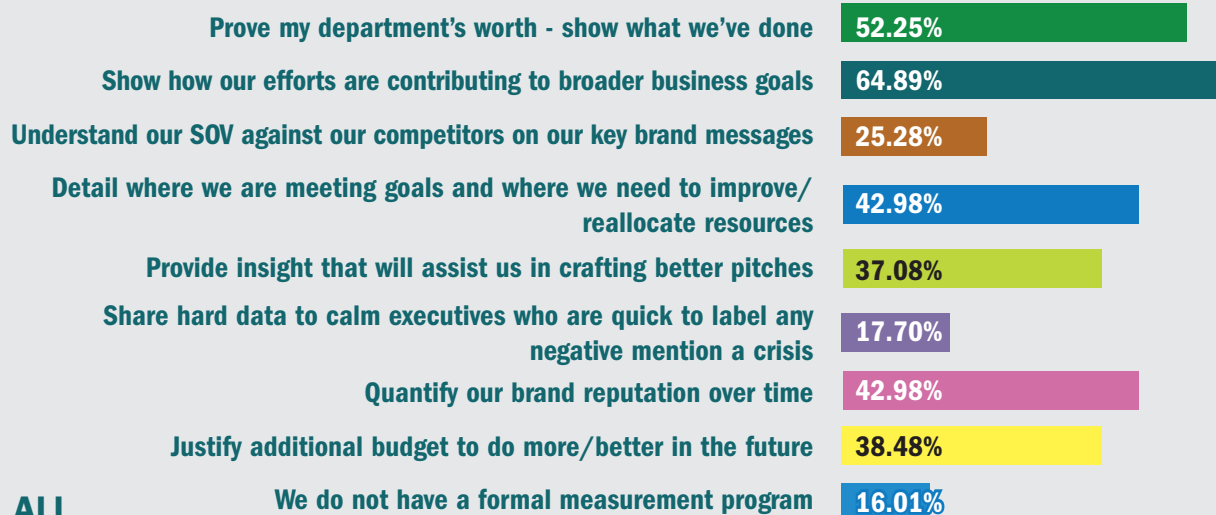 Prove my department’s worth - show what we’ve done 52.25%
Show how our efforts are contributing to broader business goals 64.89%
Understand our SOV against our competitors on our key brand messages 25.28%
Detail where we are meeting goals and where we need to improve/
reallocate resources 42.98%
Provide insight that will assist us in crafting better pitches 37.08%
Share hard data to calm executives who are quick to label any
negative mention a crisis 17.70%
Quantify our brand reputation over time 42.98%
Justify additional budget to do more/better in the future 38.48%
We do not have a formal measurement program 16.01%
ALL